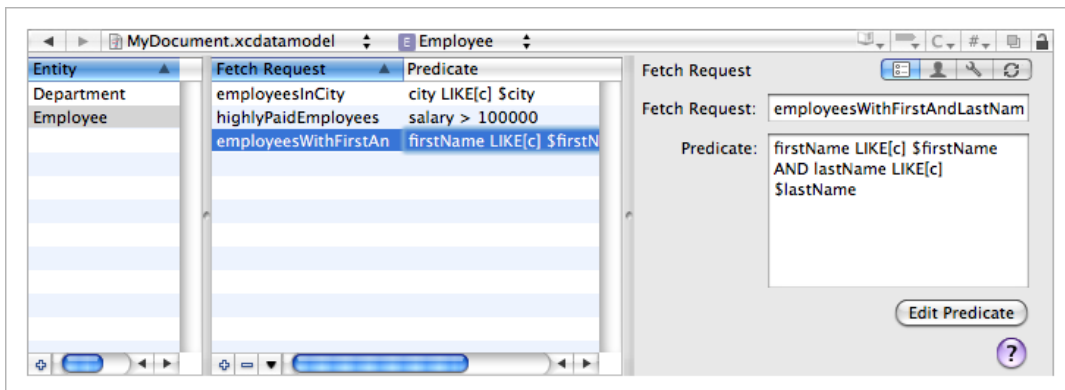 MyDocument.xcdatamodel
E Employee
C
#
Entity
Fetch Request
Predicate
Department
Employee
employeesInCity
city LIKE[c] $city
highlyPaidEmployees
salary > 100000
employeesWithFirstAn
firstName LIKE[c] $firstN
Fetch Request
Fetch Request:
employeesWithFirstAndLastNam
Predicate:
firstName LIKE[c] $firstName
AND lastName LIKE[c]
$lastName
Edit Predicate
?